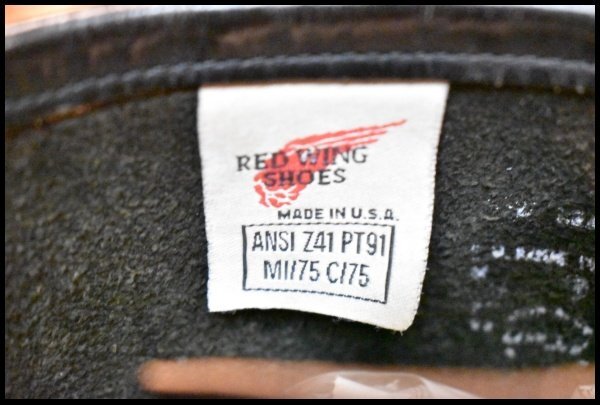 RED WING
SHOES
MADE IN U.S.A.
ANSI Z41 PT91
MI/75 C/75